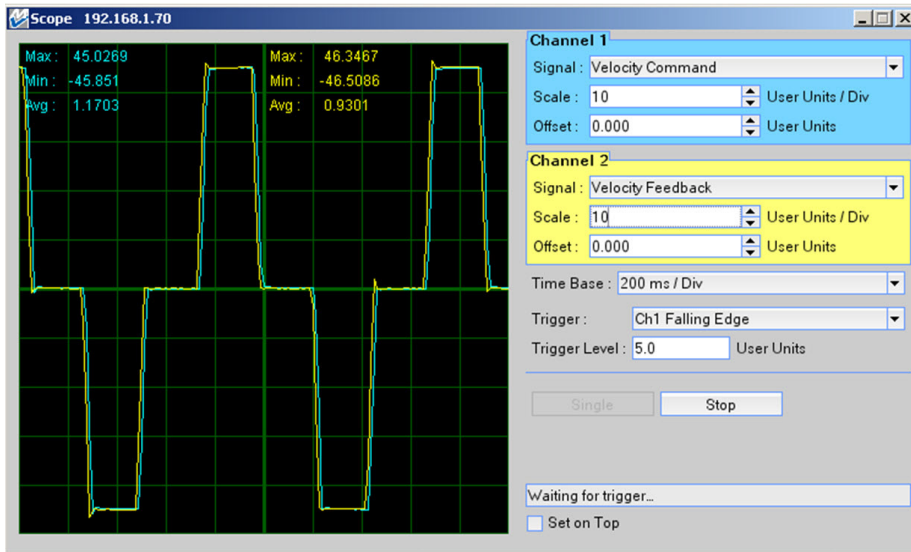 Scope 192.168.1.70
Max : 45.0269
Min : -45.851
Avg : 1.1703
Max : 46.3467
Min : -46.5086
Avg : 0.9301
Channel 1
Signal : Velocity Command
Scale : 10 User Units / Div
Offset : 0.000 User Units
Channel 2
Signal : Velocity Feedback
Scale : 10 User Units / Div
Offset : 0.000 User Units
Time Base : 200 ms / Div
Trigger : Ch1 Falling Edge
Trigger Level : 5.0 User Units
Single Stop
Waiting for trigger...
Set on Top